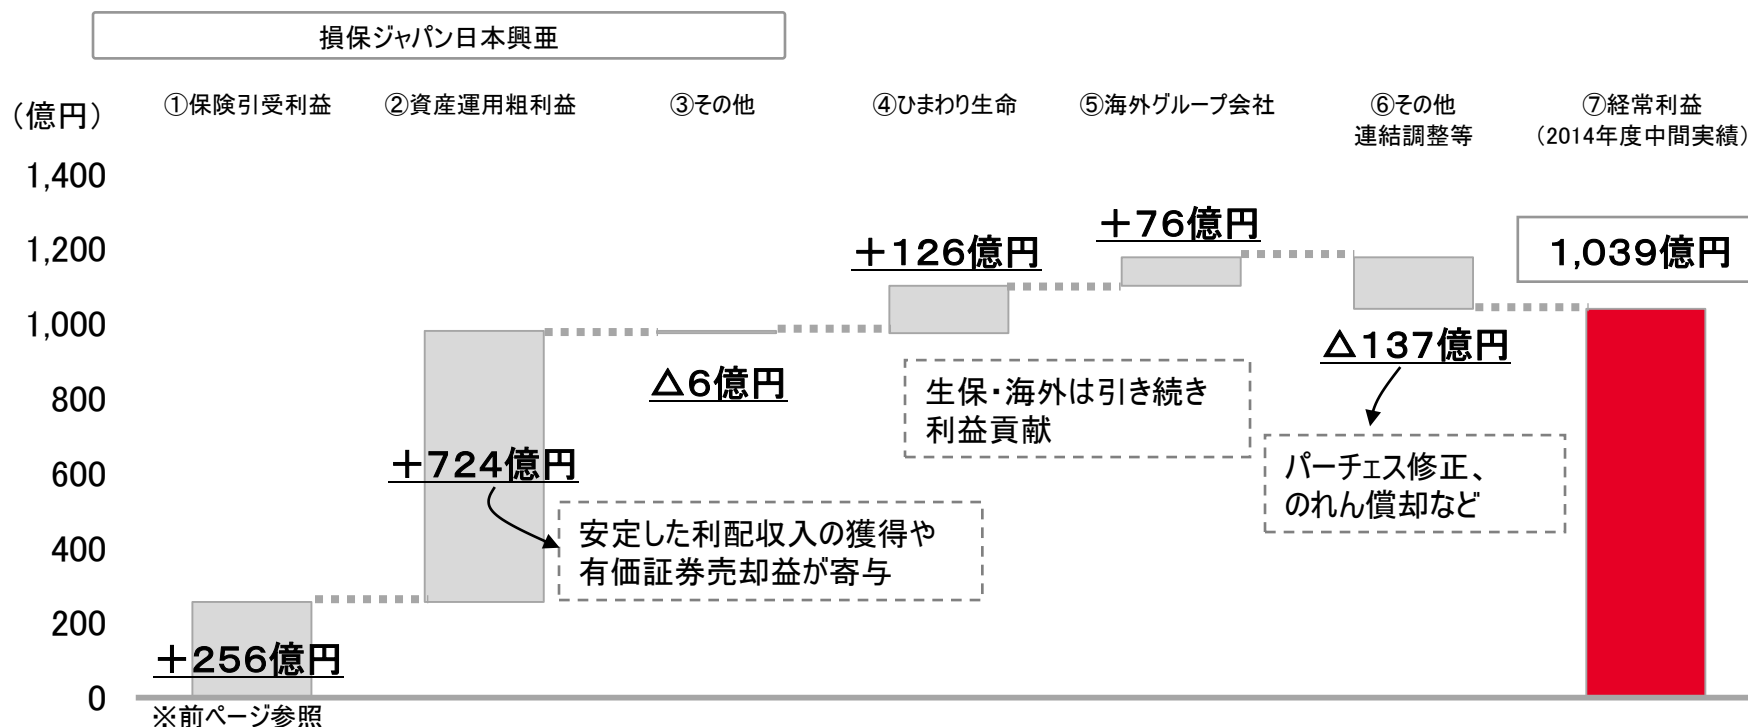 損保ジャパン日本興亜
（億円）
①保険引受利益
②資産運用粗利益
③その他
④ひまわり生命
⑤海外グループ会社
⑥その他
連結調整等
⑦経常利益
（2014年度中間実績）
1,400
1,200
1,000
800
600
400
200
0
＋256億円
※前ページ参照
＋724億円
安定した利配収入の獲得や
有価証券売却益が寄与
△6億円
＋126億円
生保・海外は引き続き
利益貢献
＋76億円
△137億円
パーチェス修正、
のれん償却など
1,039億円